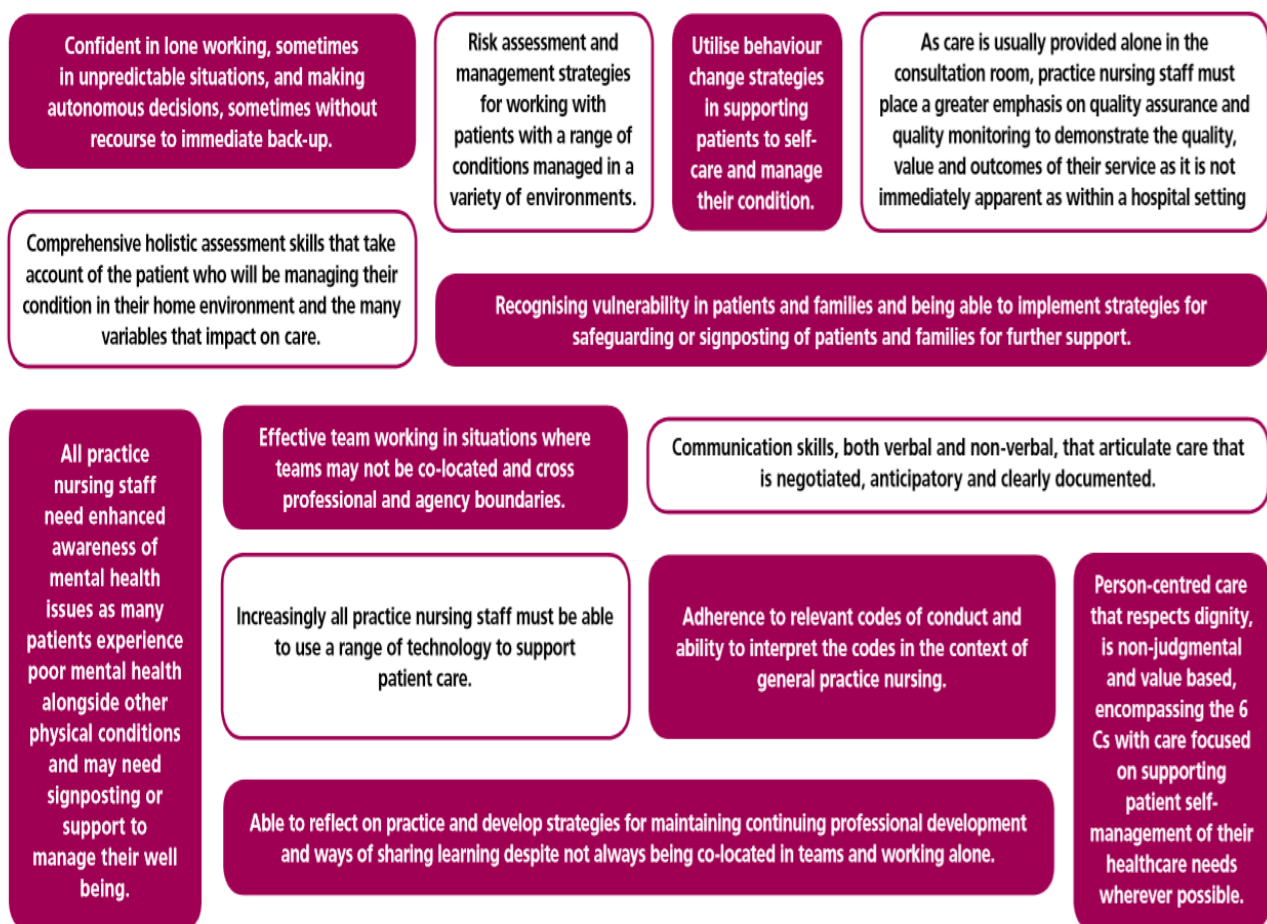 Confident in lone working, sometimes
in unpredictable situations, and making
autonomous decisions, sometimes without
recourse to immediate back-up.
Risk assessment and
management strategies
for working with
patients with a range of
conditions managed in a
variety of environments.
Utilise behaviour
change strategies
in supporting
patients to self-
care and manage
their condition.
As care is usually provided alone in the
consultation room, practice nursing staff must
place a greater emphasis on quality assurance and
quality monitoring to demonstrate the quality,
value and outcomes of their service as it is not
immediately apparent as within a hospital setting
Comprehensive holistic assessment skills that take
account of the patient who will be managing their
condition in their home environment and the many
variables that impact on care.
Recognising vulnerability in patients and families and being able to implement strategies for
safeguarding or signposting of patients and families for further support.
All practice
nursing staff
need enhanced
awareness of
mental health
issues as many
patients experience
poor mental health
alongside other
physical conditions
and may need
signposting or
support to
manage their well
being.
Effective team working in situations where
teams may not be co-located and cross
professional and agency boundaries.
Communication skills, both verbal and non-verbal, that articulate care that
is negotiated, anticipatory and clearly documented.
Increasingly all practice nursing staff must be able
to use a range of technology to support
patient care.
Adherence to relevant codes of conduct and
ability to interpret the codes in the context of
general practice nursing.
Person-centred care
that respects dignity,
is non-judgmental
and value based,
encompassing the 6
Cs with care focused
on supporting
patient self-
management of their
healthcare needs
wherever possible.
Able to reflect on practice and develop strategies for maintaining continuing professional development
and ways of sharing learning despite not always being co-located in teams and working alone.